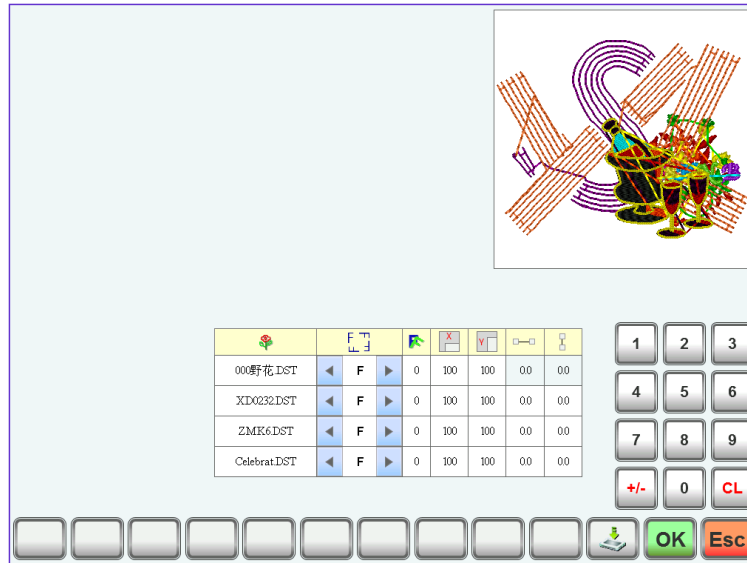 F
X
Y
000野花.DST F 0 100 100 0.0 0.0
XD0232.DST F 0 100 100 0.0 0.0
ZMK6.DST F 0 100 100 0.0 0.0
Celebrat.DST F 0 100 100 0.0 0.0
1 2 3
4 5 6
7 8 9
+/- 0 CL
OK Esc